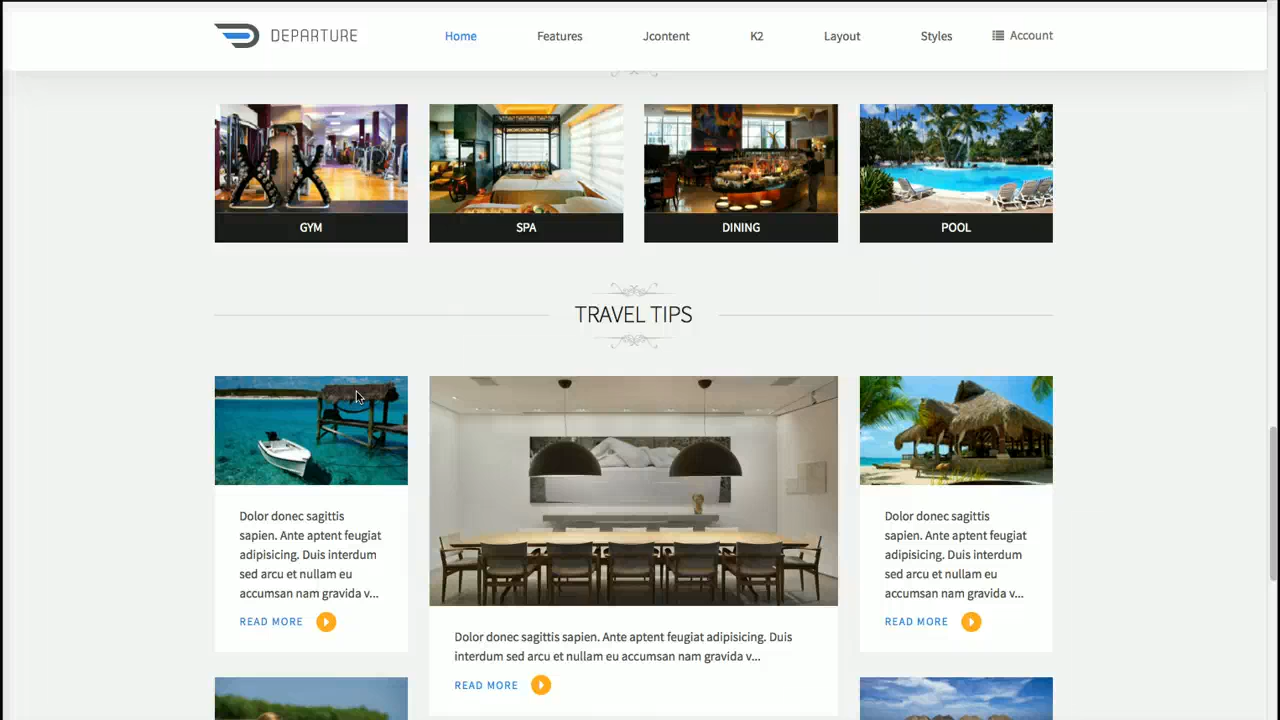 DEPARTURE
Home Features Jcontent K2 Layout Styles Account
GYM SPA DINING POOL
TRAVEL TIPS
Dolor donec sagittis
sapien. Ante aptent feugiat
adipisicing. Duis interdum
sed arcu et nullam eu
accumsan nam gravida v...
READ MORE
Dolor donec sagittis sapien. Ante aptent feugiat adipisicing. Duis
interdum sed arcu et nullam eu accumsan nam gravida v...
READ MORE
Dolor donec sagittis
sapien. Ante aptent feugiat
adipisicing. Duis interdum
sed arcu et nullam eu
accumsan nam gravida v...
READ MORE